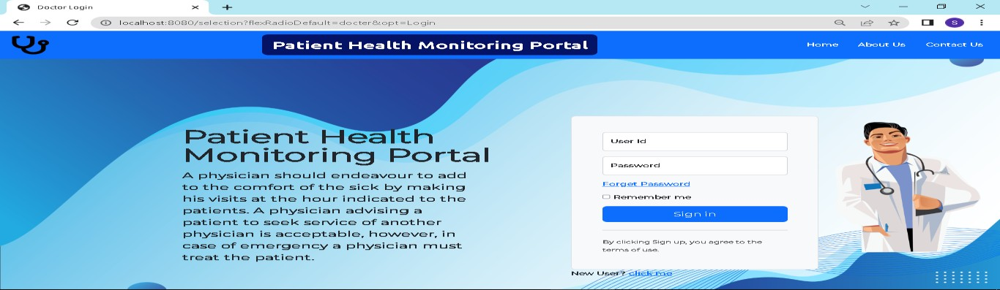 Doctor Login
localhost:8080/selection?flexRadioDefault=docter&opt=Login
S
Patient Health Monitoring Portal
Home About Us Contact Us
Patient Health
Monitoring Portal
A physician should endeavour to add
to the comfort of the sick by making
his visits at the hour indicated to the
patients. A physician advising a
patient to seek service of another
physician is acceptable, however, in
case of emergency a physician must
treat the patient.
User Id
Password
Forget Password
Remember me
Sign in
By clicking Sign up, you agree to the
terms of use.
New User? click me